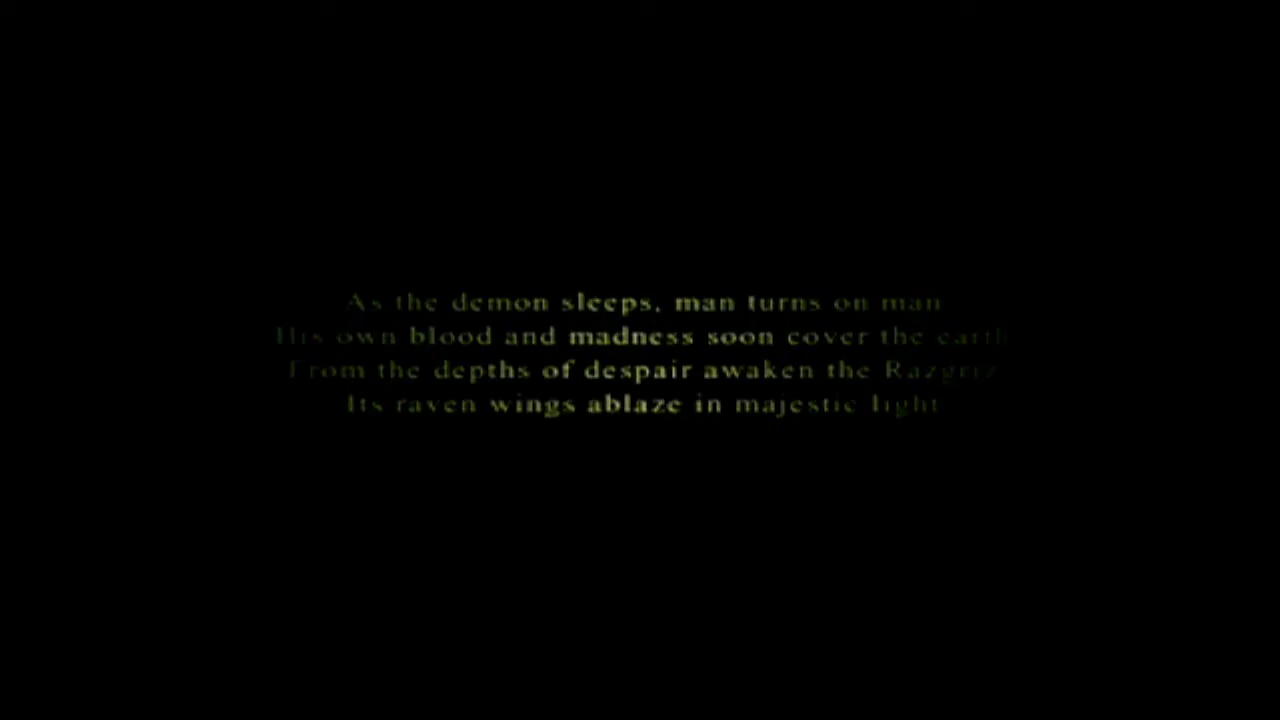 As the demon sleeps, man turns on man
His own blood and madness soon cover the earth
From the depths of despair awaken the Razgriz
Its raven wings ablaze in majestic light